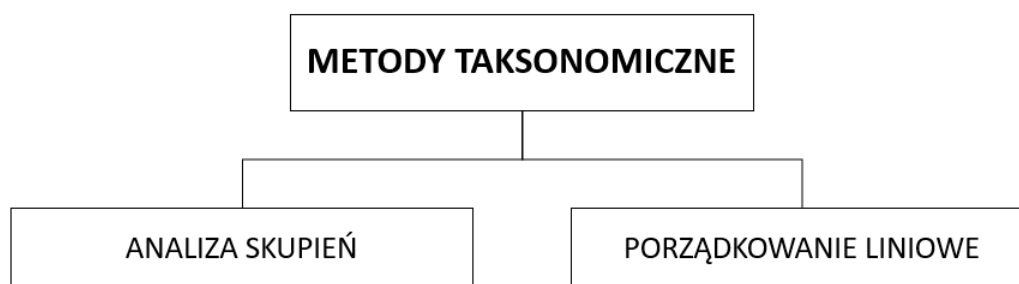 METODY TAKSONOMICZNE
ANALIZA SKUPIEŃ
PORZĄDKOWANIE LINIOWE